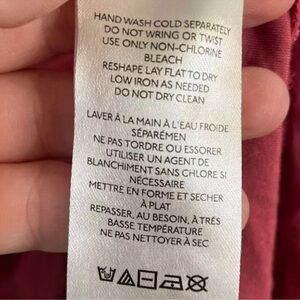 HAND WASH COLD SEPARATELY
DO NOT WRING OR TWIST
USE ONLY NON-CHLORINE
BLEACH
RESHAPE LAY FLAT TO DRY
LOW IRON AS NEEDED
DO NOT DRY CLEAN
LAVER À LA MAIN À L'EAU FROIDE
SÉPARÉMEN
NE PAS TORDRE OU ESSORER
UTILISER UN AGENT DE
BLANCHIMENT SANS CHLORE SI
NÉCESSAIRE
METTRE EN FORME ET SECHER
À PLAT
REPASSER, AU BESOIN, À TRÉS
BASSE TEMPÉRATURE
NE PAS NETTOYER À SEC